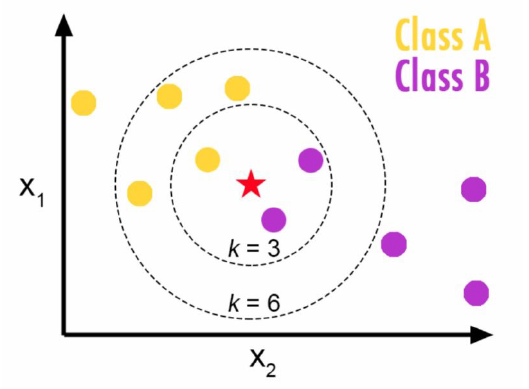 Class A
Class B
X1
k = 3
k = 6
X2